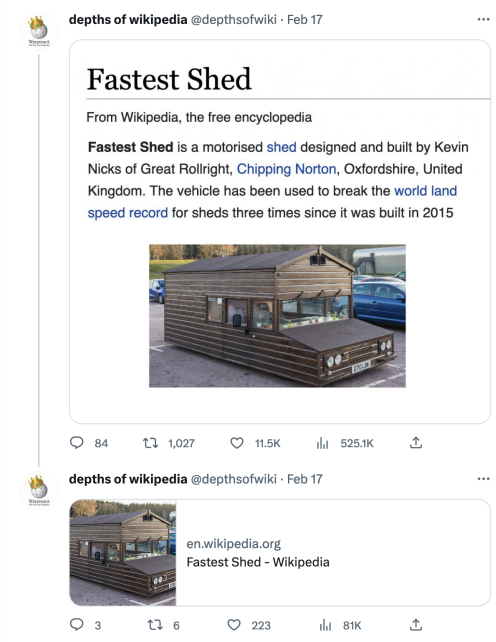 depths of wikipedia @depthsofwiki · Feb 17
Fastest Shed
From Wikipedia, the free encyclopedia
Fastest Shed is a motorised shed designed and built by Kevin
Nicks of Great Rollright, Chipping Norton, Oxfordshire, United
Kingdom. The vehicle has been used to break the world land
speed record for sheds three times since it was built in 2015
84 1,027 11.5K 525.1K
depths of wikipedia @depthsofwiki · Feb 17
en.wikipedia.org
Fastest Shed - Wikipedia
3 6 223 81K